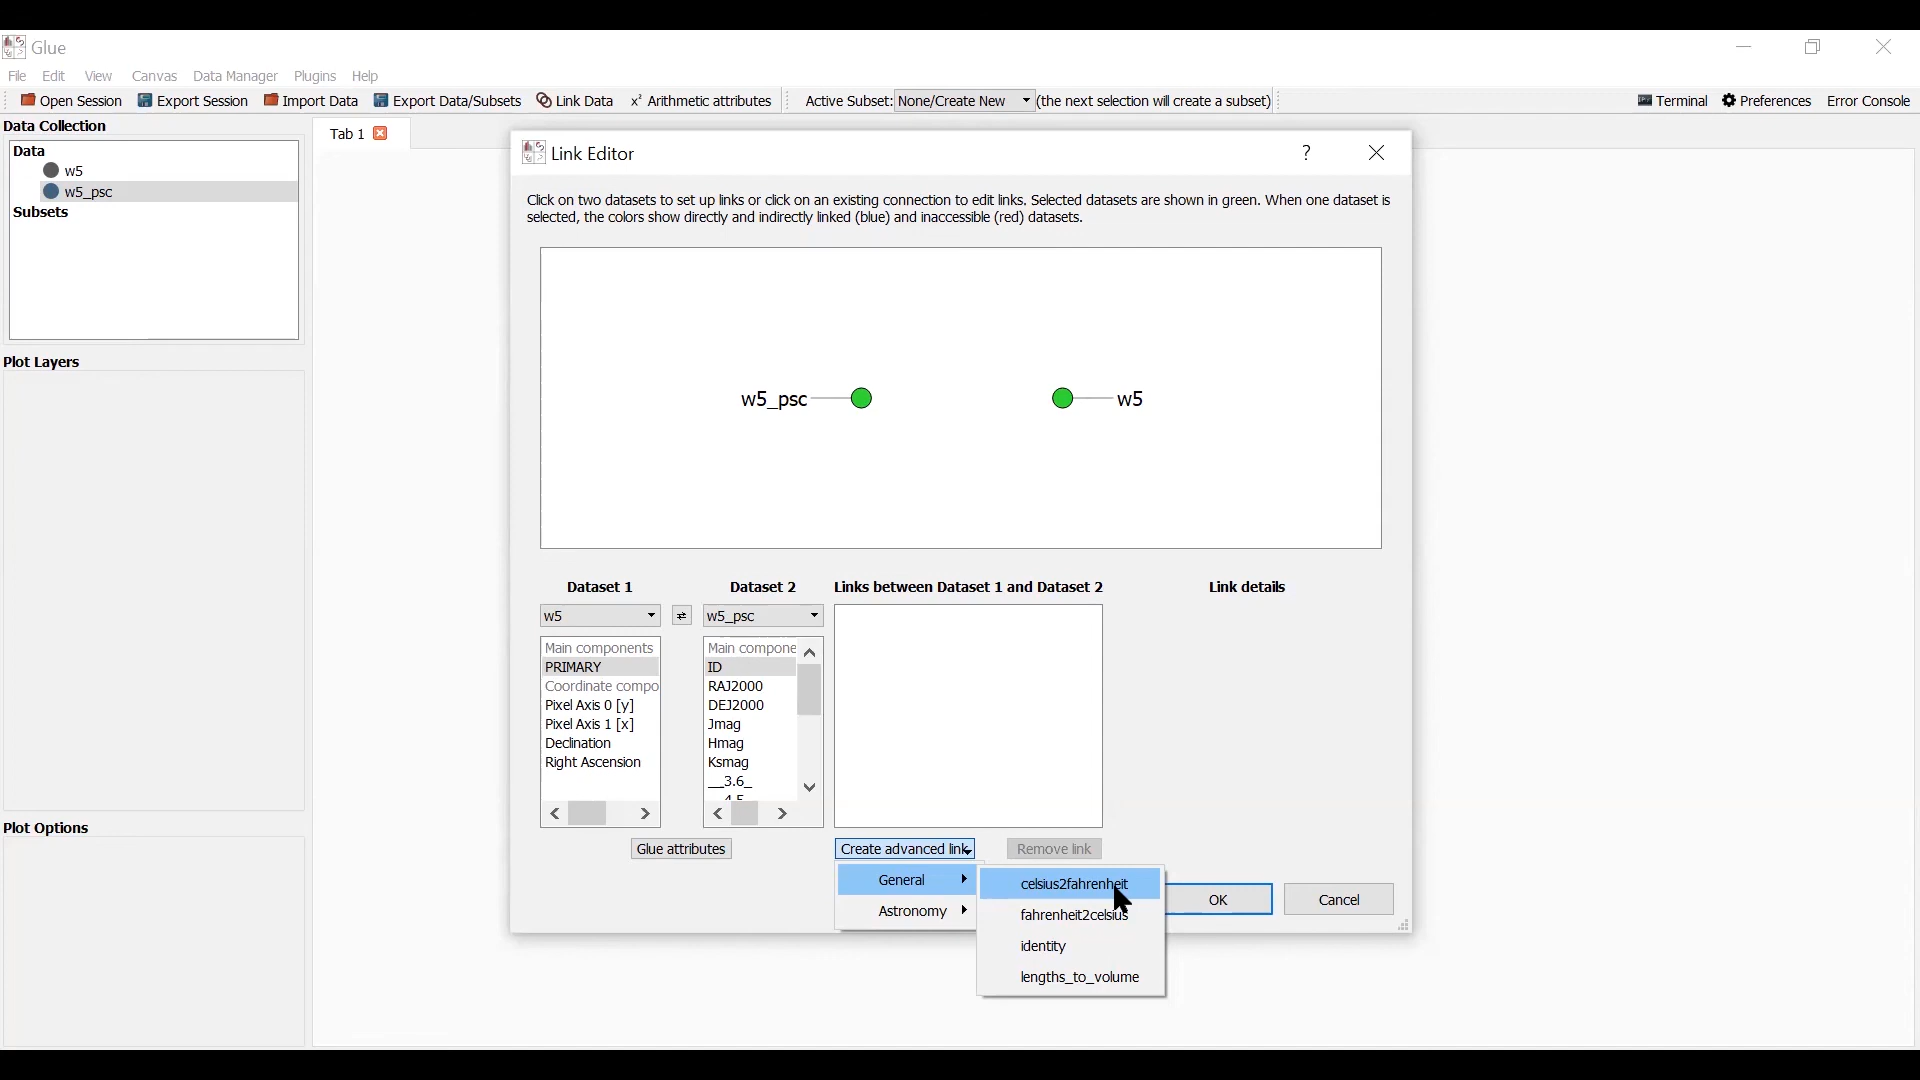 Glue
File Edit View Canvas Data Manager Plugins Help
Open Session Export Session Import Data Export Data/Subsets Link Data x² Arithmetic attributes Active Subset: None/Create New (the next selection will create a subset) Terminal Preferences Error Console
Data Collection
Data
w5
w5_psc
Subsets
Plot Layers
Plot Options
Tab 1
Link Editor
?
Click on two datasets to set up links or click on an existing connection to edit links. Selected datasets are shown in green. When one dataset is
selected, the colors show directly and indirectly linked (blue) and inaccessible (red) datasets.
w5_psc w5
Dataset 1 Dataset 2 Links between Dataset 1 and Dataset 2 Link details
w5 w5_psc
Main components
PRIMARY
Coordinate compo
Pixel Axis 0 [y]
Pixel Axis 1 [x]
Declination
Right Ascension
Main compone
ID
RAJ2000
DEJ2000
Jmag
Hmag
Ksmag
__3.6_
Glue attributes Create advanced link Remove link
General
Astronomy
celsius2fahrenheit
fahrenheit2celsius
identity
lengths_to_volume
OK Cancel